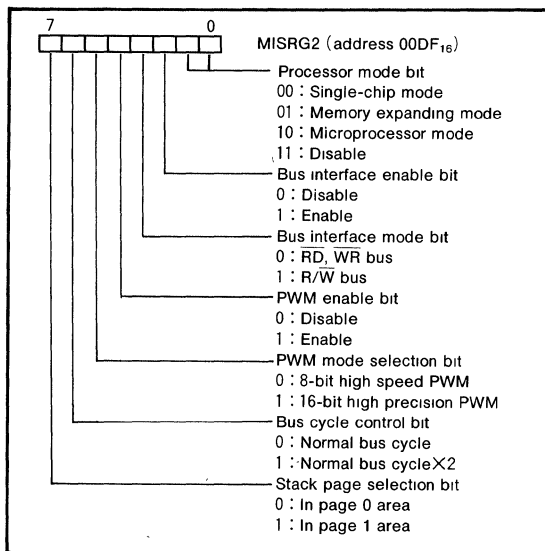 7 0
MISRG2 (address 00DF₁₆)
Processor mode bit
00 : Single-chip mode
01 : Memory expanding mode
10 : Microprocessor mode
11 : Disable
Bus interface enable bit
0 : Disable
1 : Enable
Bus interface mode bit
0 : R̅D̅, W̅R̅ bus
1 : R/W̅ bus
PWM enable bit
0 : Disable
1 : Enable
PWM mode selection bit
0 : 8-bit high speed PWM
1 : 16-bit high precision PWM
Bus cycle control bit
0 : Normal bus cycle
1 : Normal bus cycle×2
Stack page selection bit
0 : In page 0 area
1 : In page 1 area